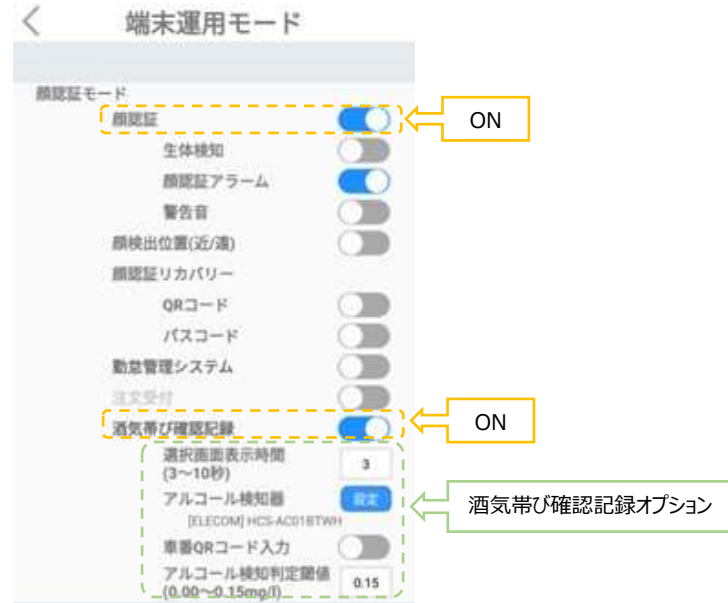 端末運用モード
顔認証モード
顔認証
ON
生体検知
顔認証アラーム
警告音
顔検出位置(近/遠)
顔認証リカバリー
QRコード
パスコード
勤怠管理システム
注文受付
酒気帯び確認記録
ON
選択画面表示時間
(3～10秒)
3
アルコール検知器
設定
[ELECOM] HCS-AC01BTWH
酒気帯び確認記録オプション
車番QRコード入力
アルコール検知判定閾値
(0.00～0.15mg/l)
0.15